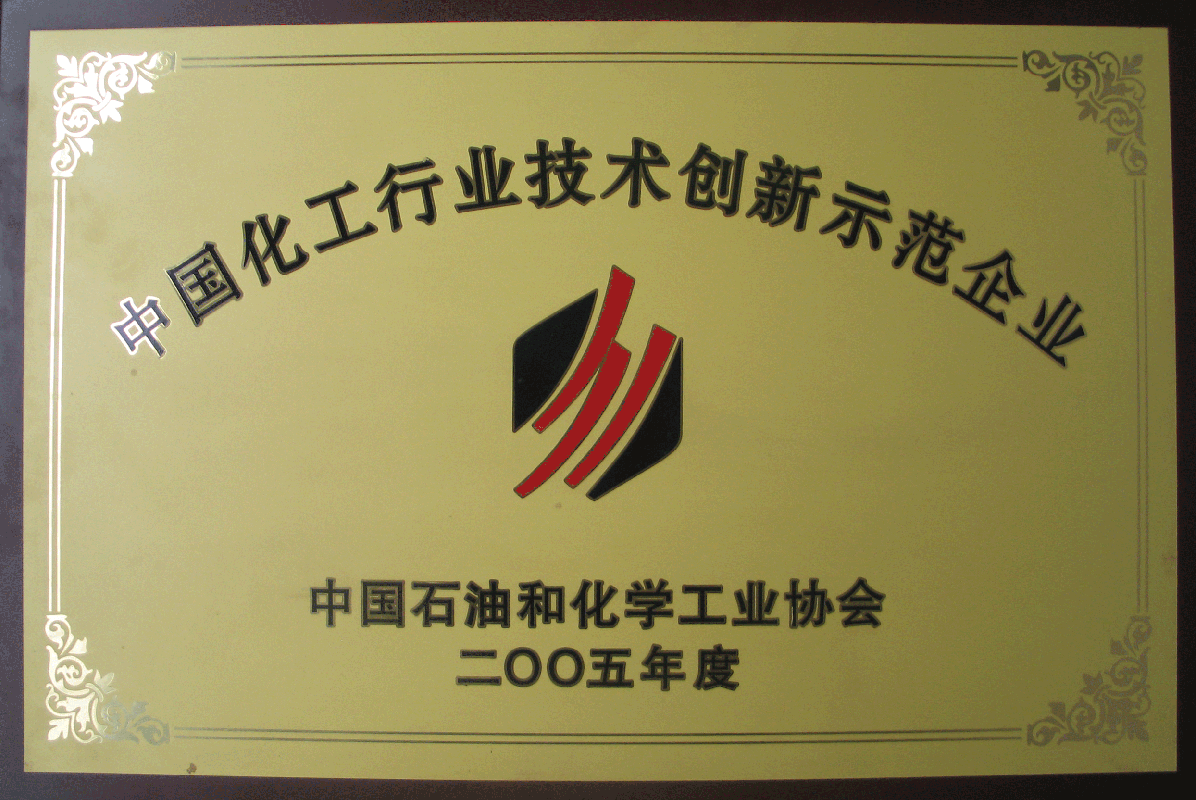 中国化工行业技术创新示范企业
中国石油和化学工业协会
二〇〇五年度